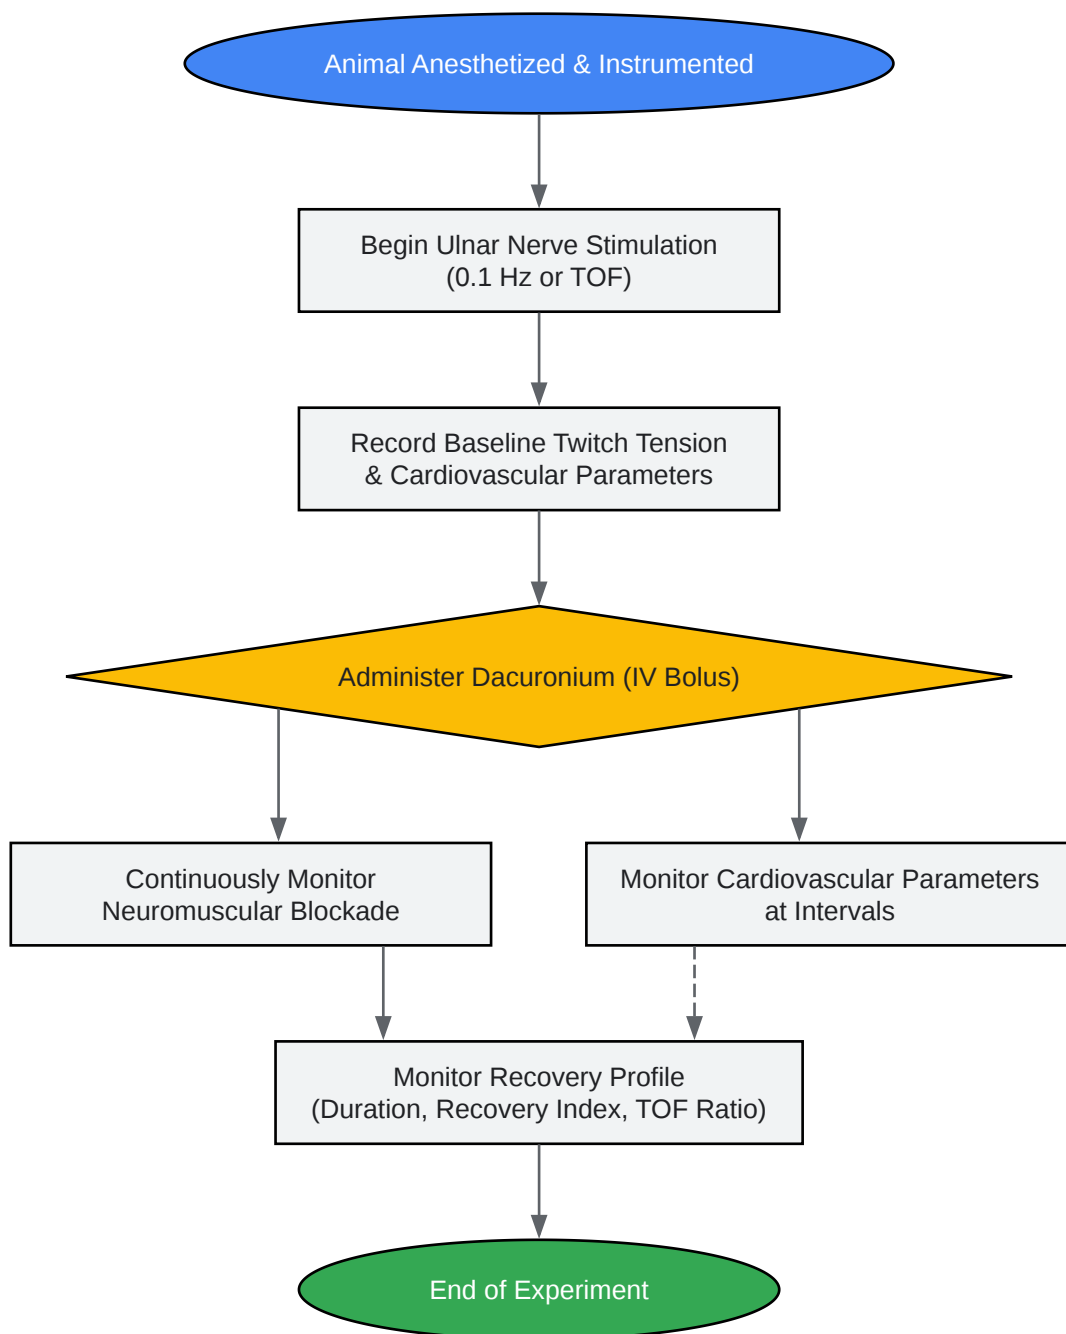 Animal Anesthetized & Instrumented
Begin Ulnar Nerve Stimulation
(0.1 Hz or TOF)
Record Baseline Twitch Tension
& Cardiovascular Parameters
Administer Dacuronium (IV Bolus)
Continuously Monitor
Neuromuscular Blockade
Monitor Cardiovascular Parameters
at Intervals
Monitor Recovery Profile
(Duration, Recovery Index, TOF Ratio)
End of Experiment